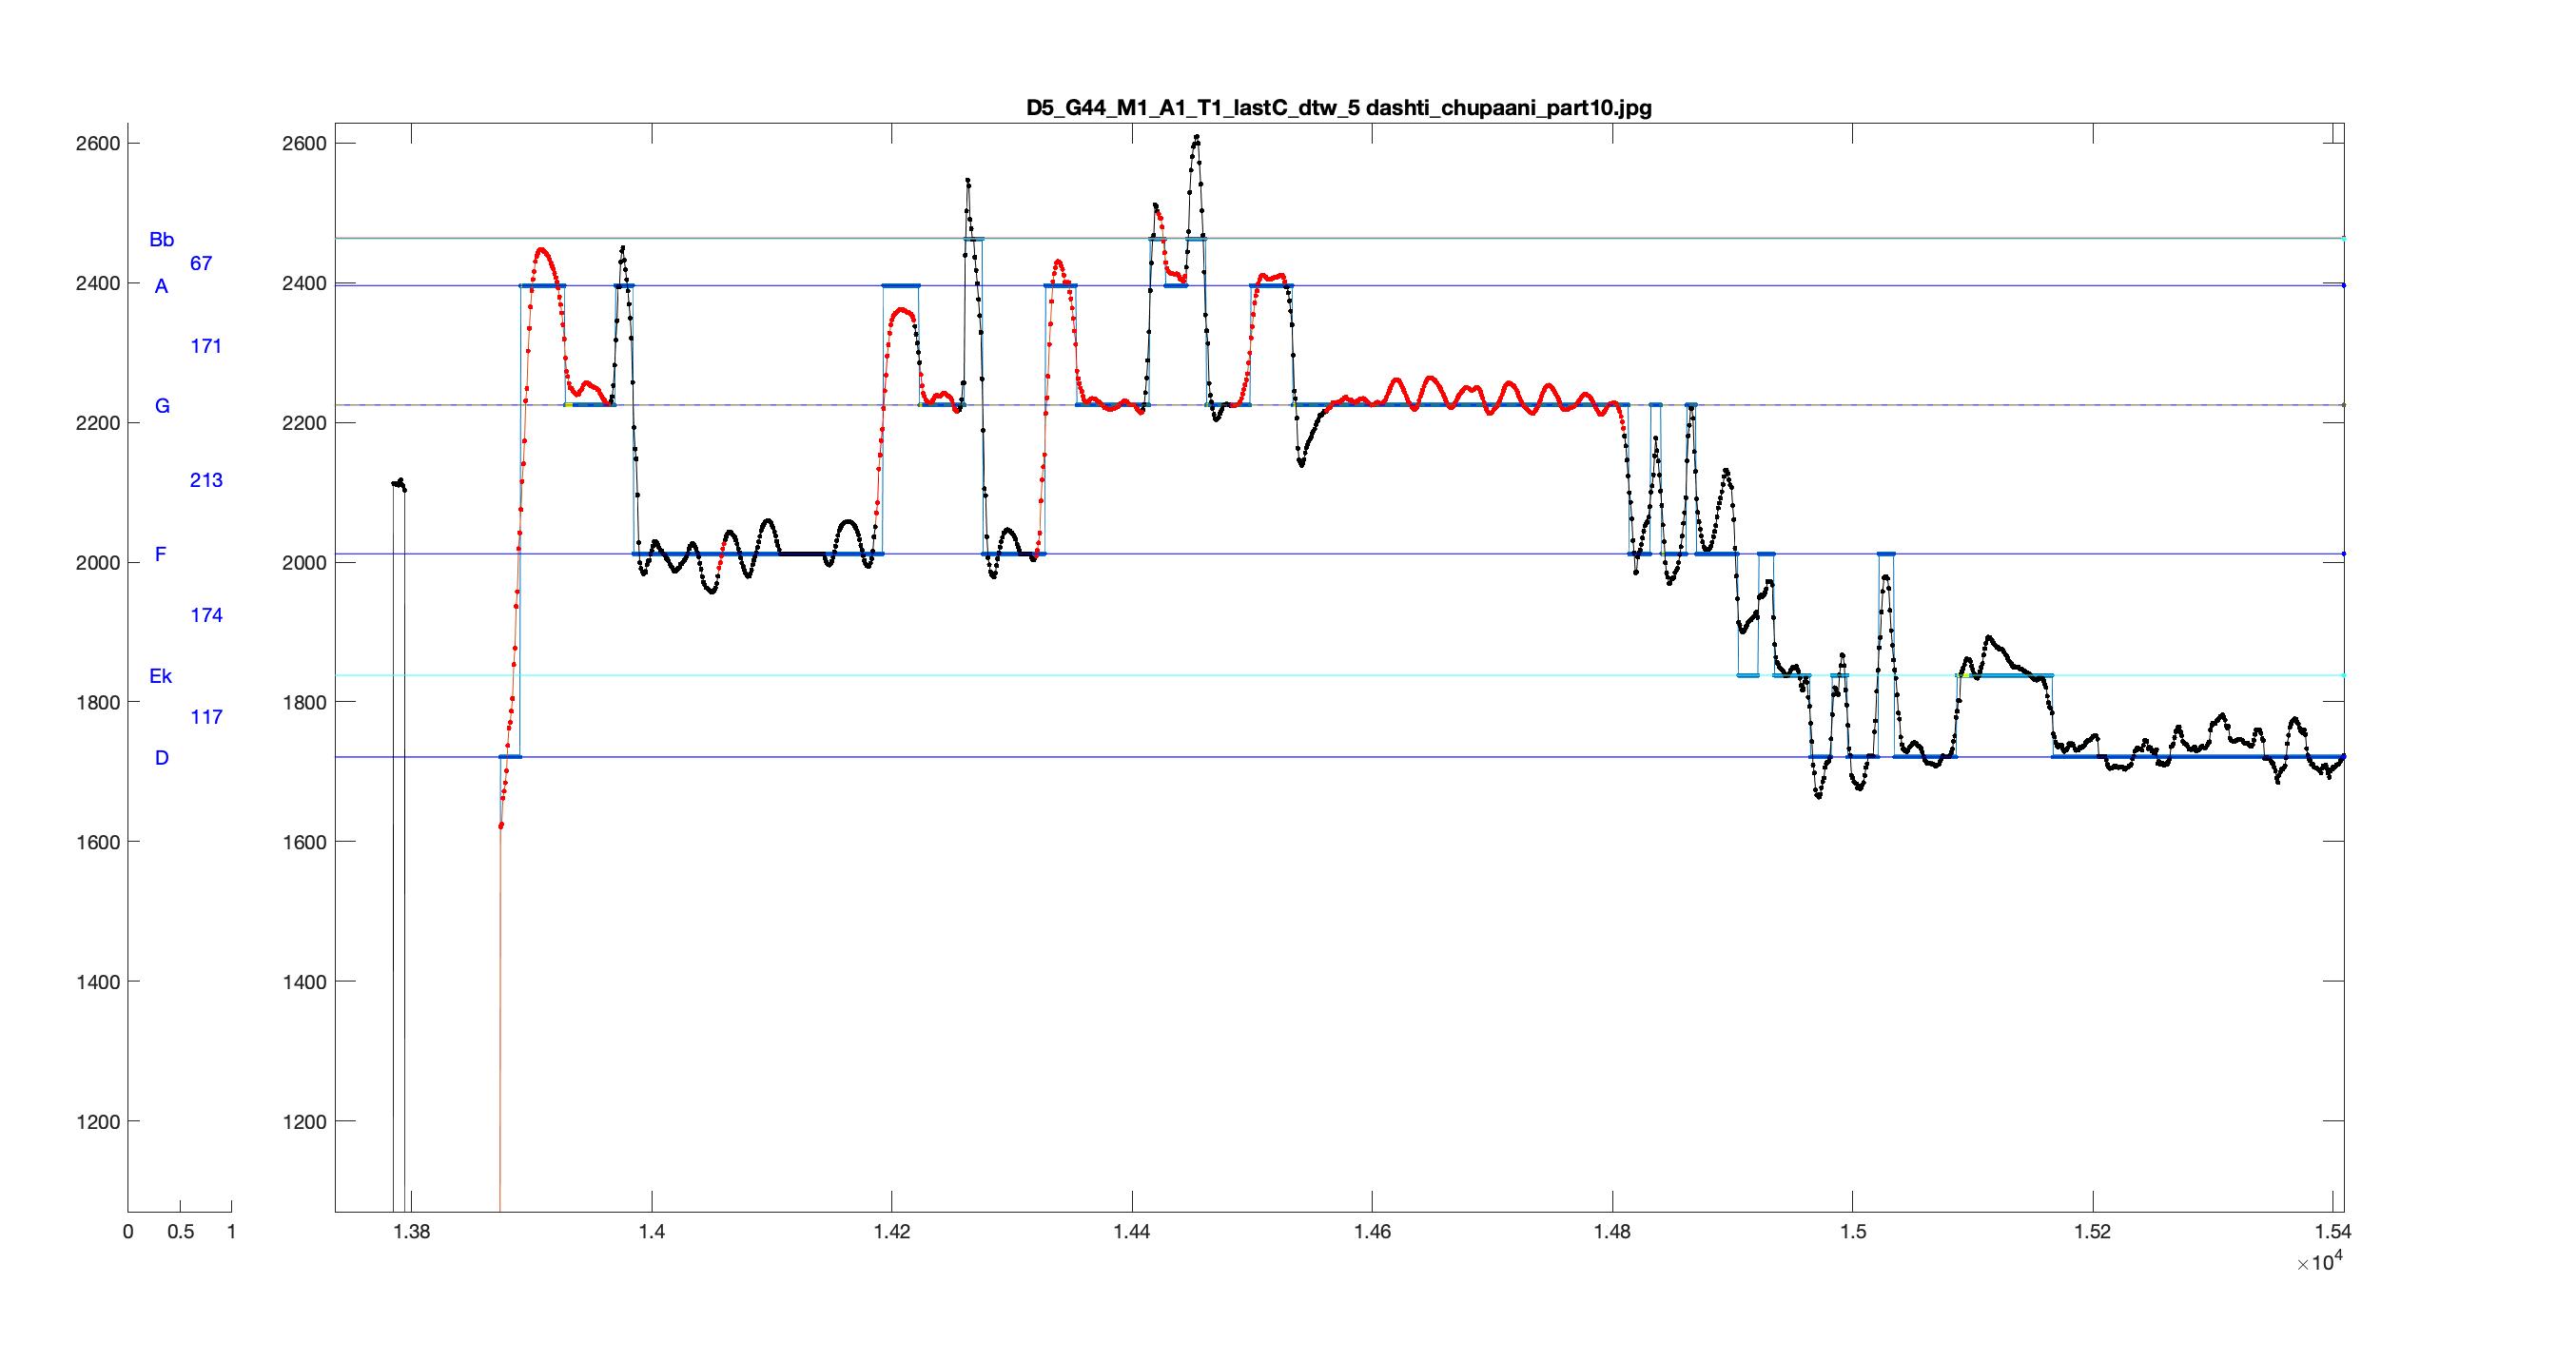 D5_G44_M1_A1_T1_lastC_dtw_5 dashti_chupaani_part10.jpg
2600 2600
Bb
67
2400 A 2400
171
G
2200 2200
213
F
2000 2000
174
Ek
1800 1800
117
D
1600 1600
1400 1400
1200 1200
0 0.5 1 1.38 1.4 1.42 1.44 1.46 1.48 1.5 1.52 1.54
×10⁴